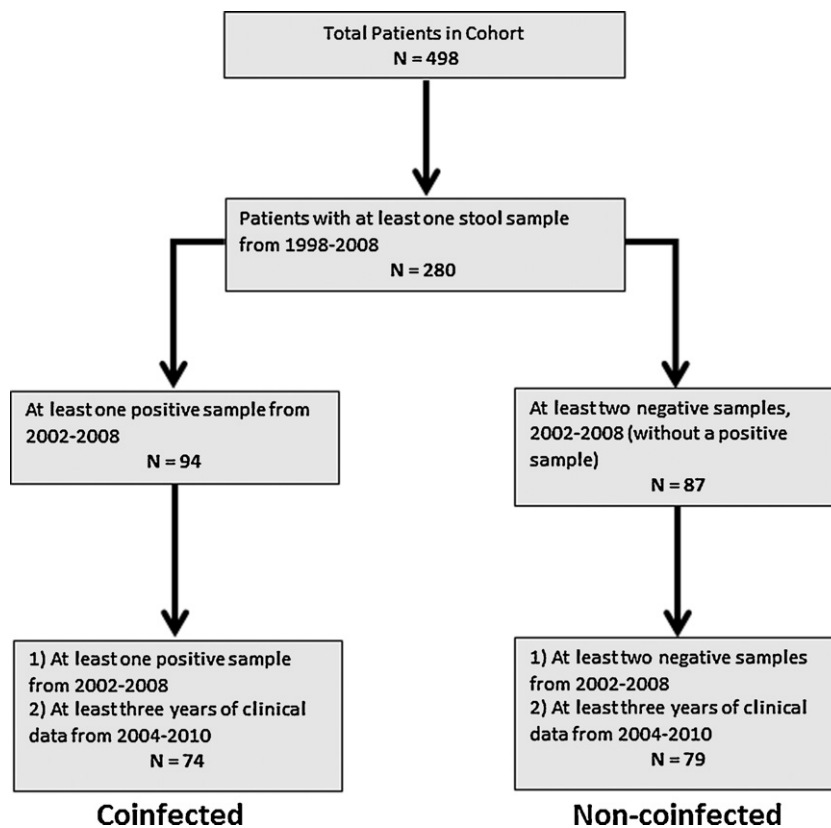 Total Patients in Cohort
N = 498
Patients with at least one stool sample
from 1998-2008
N = 280
At least one positive sample from
2002-2008
N = 94
At least two negative samples,
2002-2008 (without a positive
sample)
N = 87
1) At least one positive sample
from 2002-2008
2) At least three years of clinical
data from 2004-2010
N = 74
1) At least two negative samples
from 2002-2008
2) At least three years of clinical
data from 2004-2010
N = 79
Coinfected
Non-coinfected